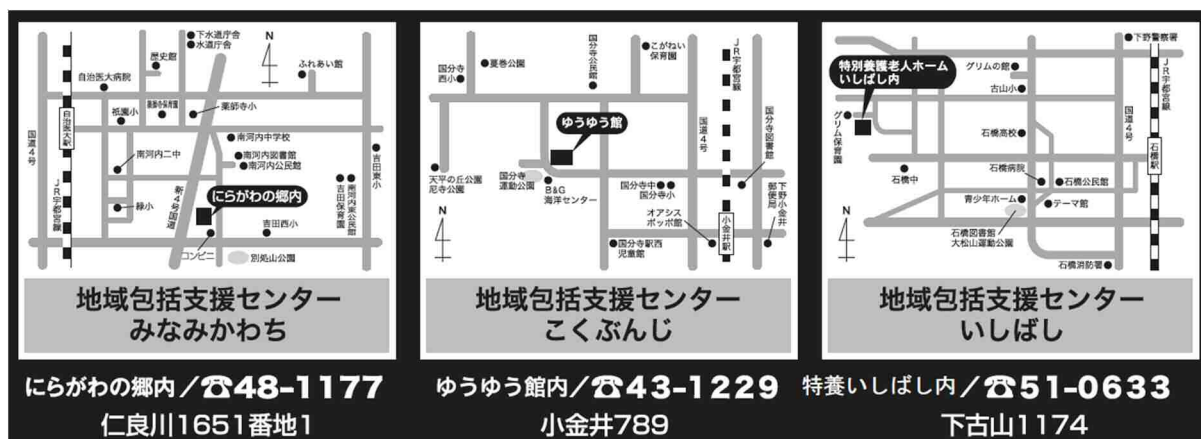 下水道庁舎
水道庁舎
歴史館
自治医大病院
N
ふれあい館
祇園小
薬師寺保育園
薬師寺小
自治医大駅
国道4号
JR宇都宮線
南河内中学校
南河内二中
南河内図書館
南河内公民館
吉田東小
南河内東公民館
吉田保育園
新4号国道
にらがわの郷内
緑小
吉田西小
コンビニ
別処山公園
地域包括支援センター
みなみかわち
にらがわの郷内／☎48-1177
仁良川1651番地1
国分寺
西小
蔓巻公園
国分寺公民館
こがねい
保育園
JR宇都宮線
ゆうゆう館
国道4号
国分寺図書館
天平の丘公園
尼寺公園
国分寺
運動公園
B&G
海洋センター
国分寺中
国分寺小
オアシス
ポッポ館
小金井駅
下野小金井
郵便局
N
国分寺駅西
児童館
地域包括支援センター
こくぶんじ
ゆうゆう館内／☎43-1229
小金井789
下野警察署
特別養護老人ホーム
いしばし内
グリムの館
古山小
JR宇都宮線
国道4号
グリム保育園
石橋高校
石橋駅
石橋中
石橋病院
石橋公民館
青少年ホーム
テーマ館
石橋図書館
大松山運動公園
N
石橋消防署
地域包括支援センター
いしばし
特養いしばし内／☎51-0633
下古山1174